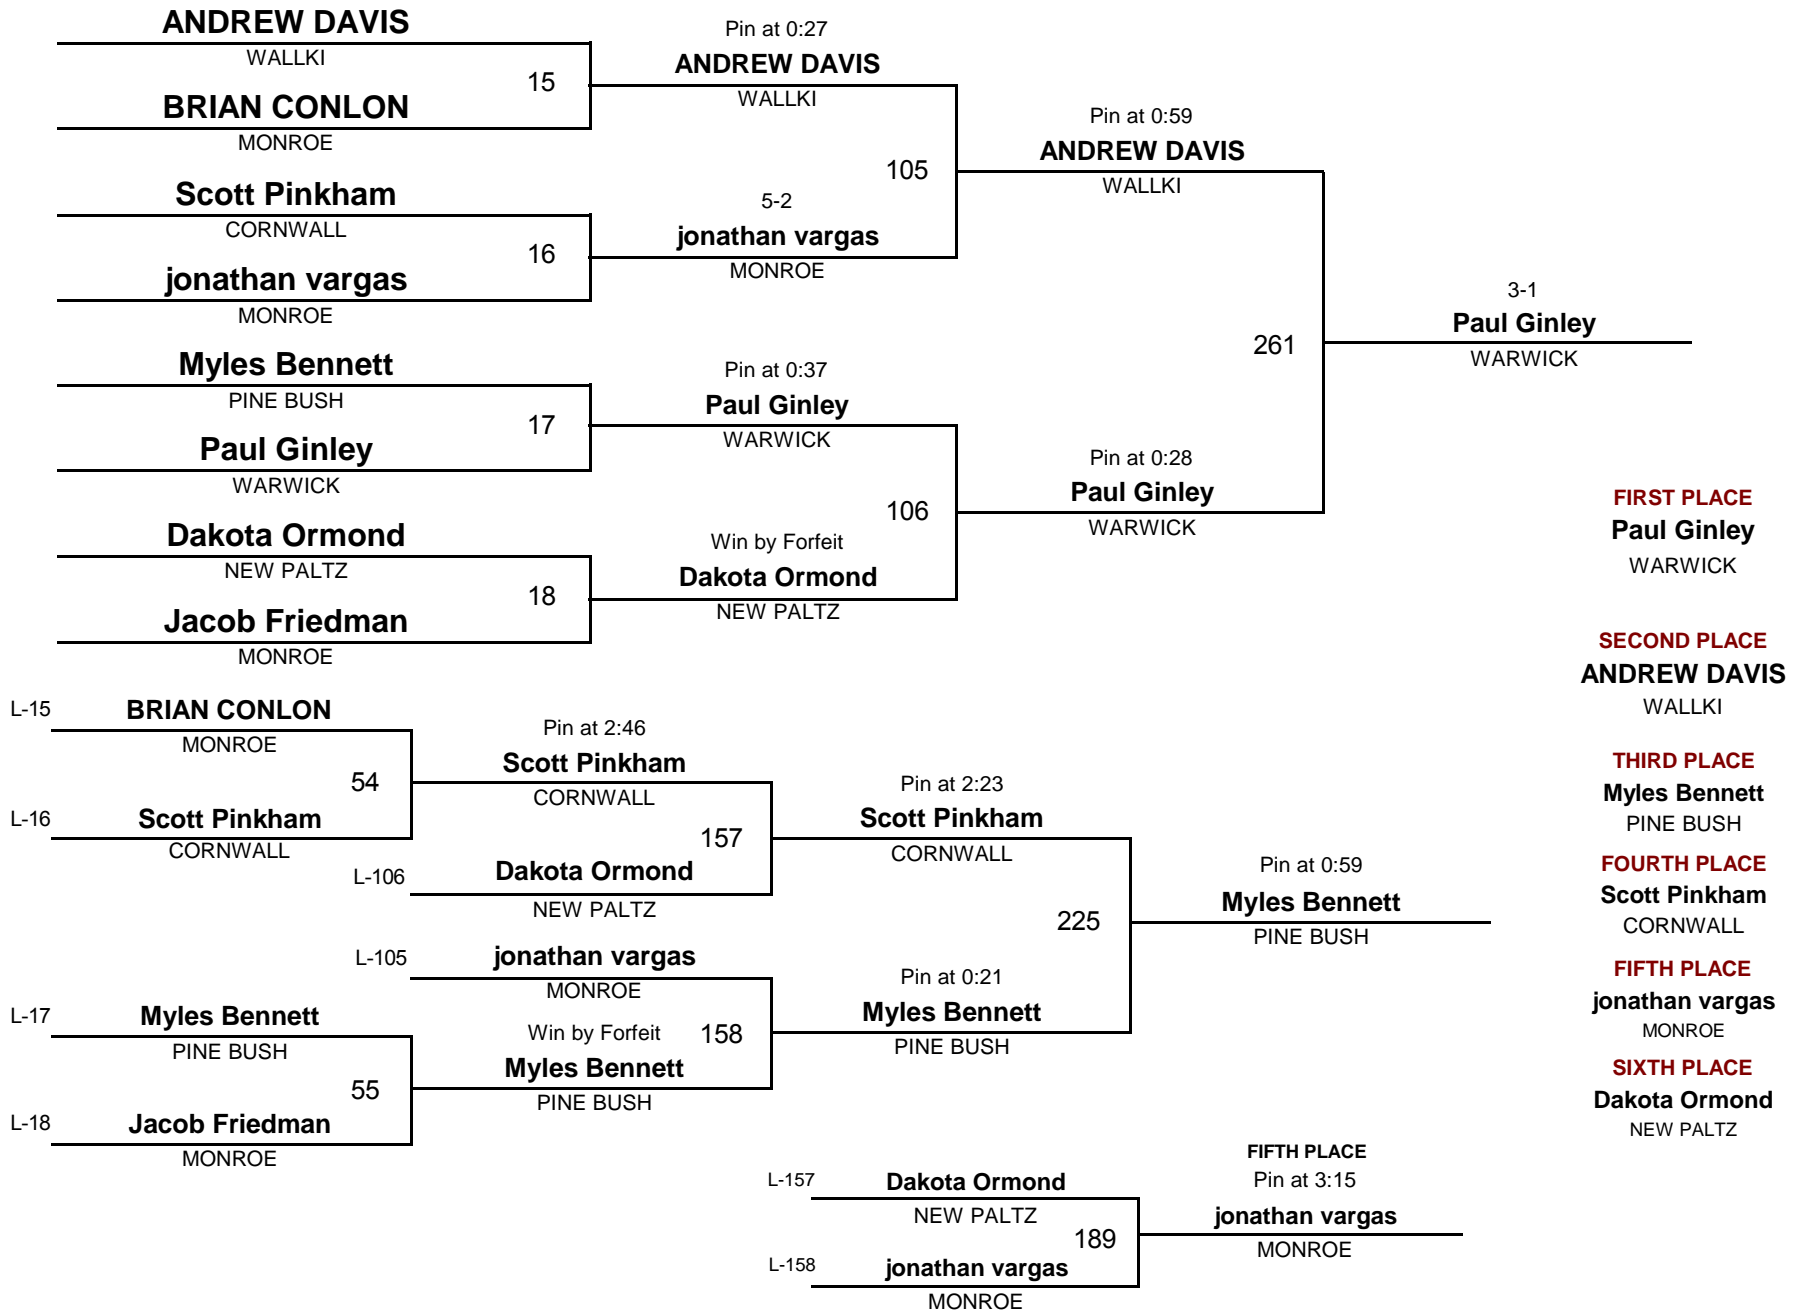 ANDREW DAVIS
WALLKI
15
BRIAN CONLON
MONROE
Pin at 0:27
ANDREW DAVIS
WALLKI
105
Scott Pinkham
CORNWALL
16
jonathan vargas
MONROE
5-2
jonathan vargas
MONROE
Pin at 0:59
ANDREW DAVIS
WALLKI
261
Myles Bennett
PINE BUSH
17
Paul Ginley
WARWICK
Pin at 0:37
Paul Ginley
WARWICK
106
Dakota Ormond
NEW PALTZ
18
Jacob Friedman
MONROE
Win by Forfeit
Dakota Ormond
NEW PALTZ
Pin at 0:28
Paul Ginley
WARWICK
3-1
Paul Ginley
WARWICK
FIRST PLACE
Paul Ginley
WARWICK
SECOND PLACE
ANDREW DAVIS
WALLKI
THIRD PLACE
Myles Bennett
PINE BUSH
FOURTH PLACE
Scott Pinkham
CORNWALL
FIFTH PLACE
jonathan vargas
MONROE
SIXTH PLACE
Dakota Ormond
NEW PALTZ
L-15
BRIAN CONLON
MONROE
54
L-16
Scott Pinkham
CORNWALL
Pin at 2:46
Scott Pinkham
CORNWALL
157
L-106
Dakota Ormond
NEW PALTZ
L-105
jonathan vargas
MONROE
158
L-17
Myles Bennett
PINE BUSH
55
L-18
Jacob Friedman
MONROE
Win by Forfeit
Myles Bennett
PINE BUSH
Pin at 2:23
Scott Pinkham
CORNWALL
225
Pin at 0:21
Myles Bennett
PINE BUSH
Pin at 0:59
Myles Bennett
PINE BUSH
L-157
Dakota Ormond
NEW PALTZ
189
L-158
jonathan vargas
MONROE
FIFTH PLACE
Pin at 3:15
jonathan vargas
MONROE